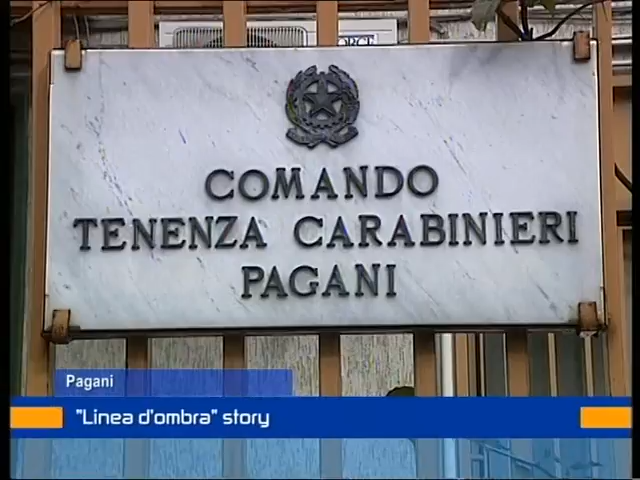 COMANDO
TENENZA CARABINIERI
PAGANI
Pagani
"Linea d'ombra" story